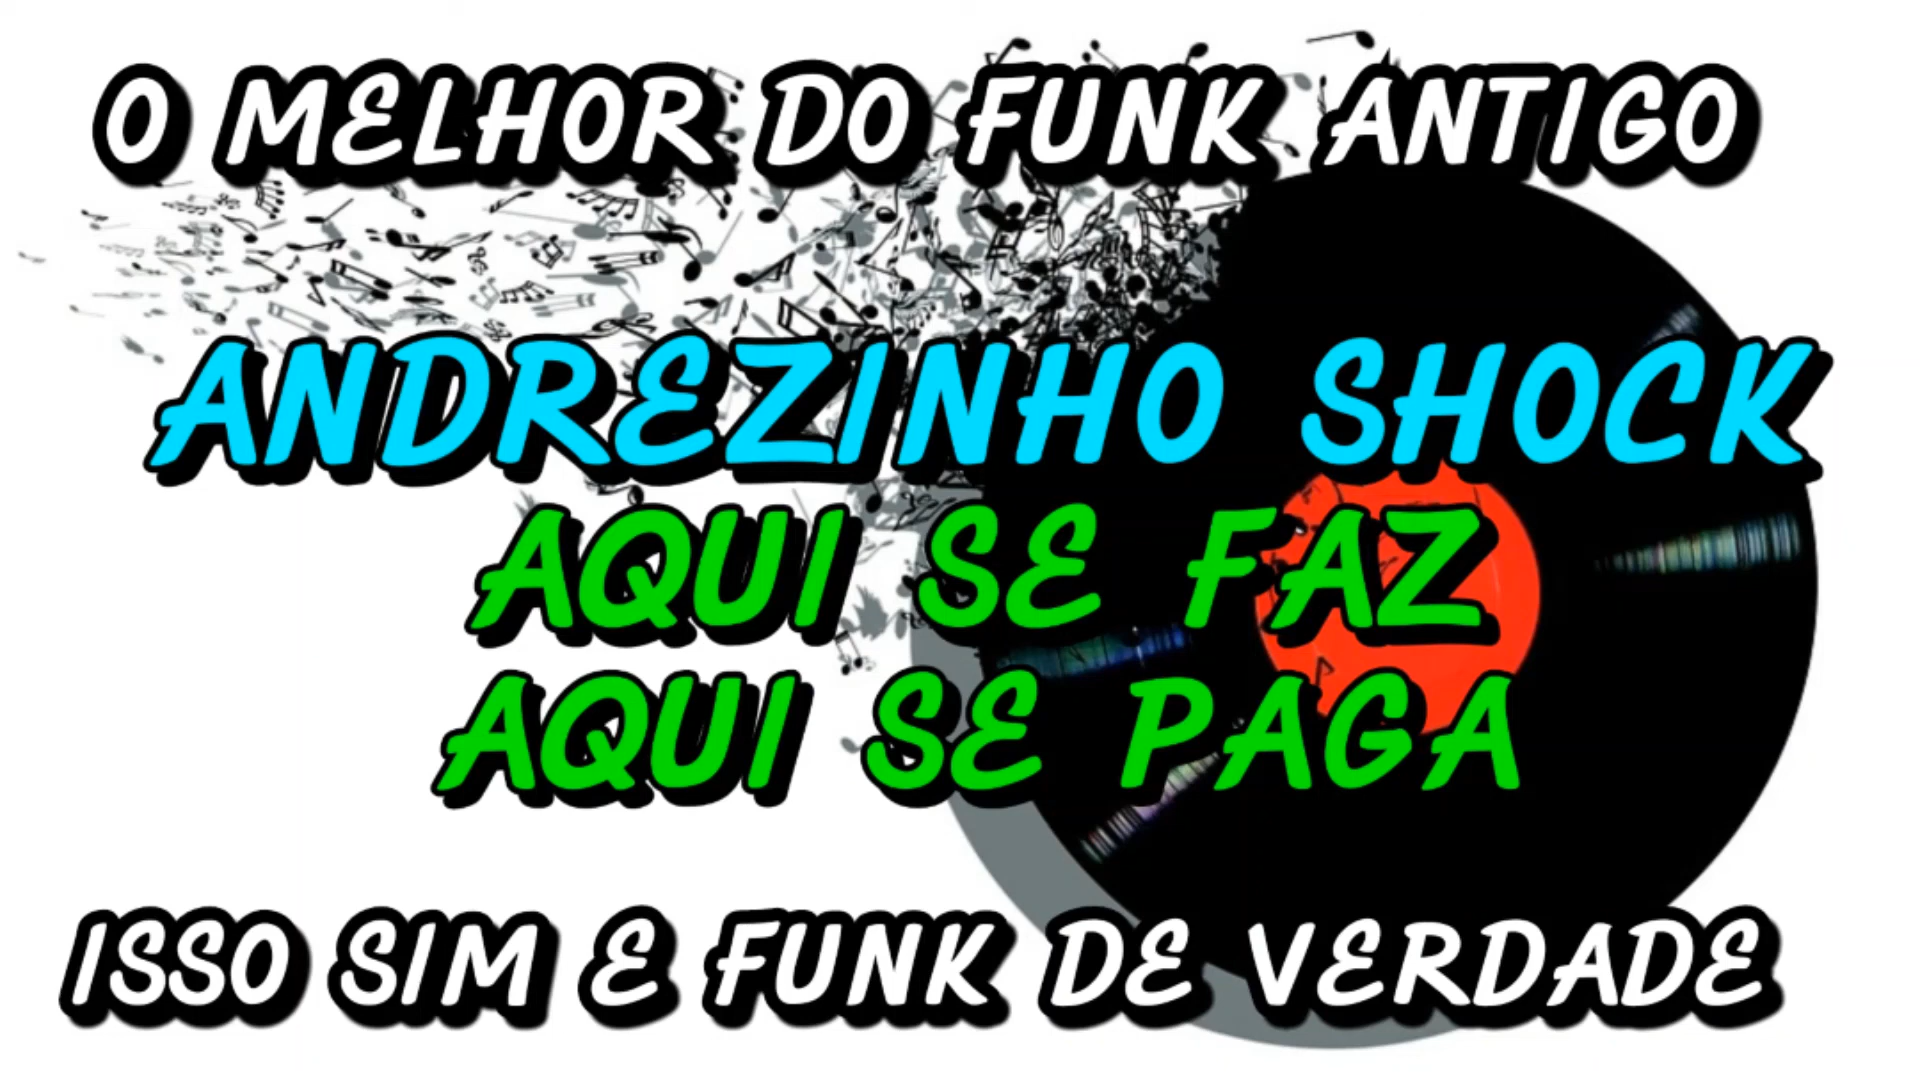 O MELHOR DO FUNK ANTIGO
ANDREZINHO SHOCK
AQUI SE FAZ
AQUI SE PAGA
ISSO SIM E FUNK DE VERDADE